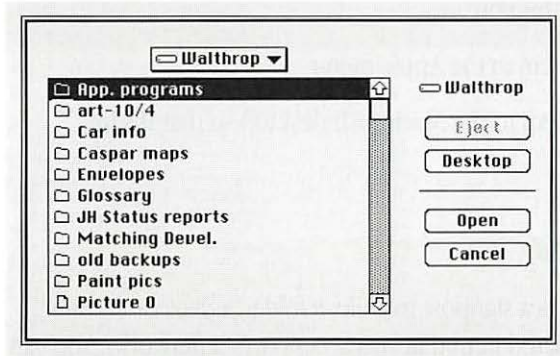 Walthrop
App. programs
art-10/4
Car info
Caspar maps
Envelopes
Glossary
JH Status reports
Matching Devel.
old backups
Paint pics
Picture 0
Walthrop
Eject
Desktop
Open
Cancel